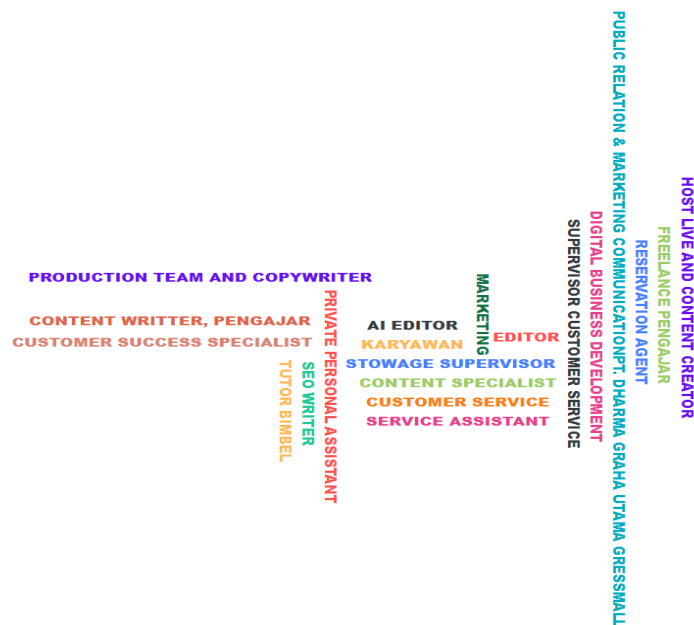 PRODUCTION TEAM AND COPYWRITER
CONTENT WRITTER, PENGAJAR
CUSTOMER SUCCESS SPECIALIST
TUTOR BIMBEL
SEO WRITER
PRIVATE PERSONAL ASSISTANT
AI EDITOR
KARYAWAN
MARKETING
EDITOR
STOWAGE SUPERVISOR
CONTENT SPECIALIST
CUSTOMER SERVICE
SERVICE ASSISTANT
SUPERVISOR CUSTOMER SERVICE
DIGITAL BUSINESS DEVELOPMENT
PUBLIC RELATION & MARKETING COMMUNICATIONPT. DHARMA GRAHA UTAMA GRESSMALL
RESERVATION AGENT
FREELANCE PENGAJAR
HOST LIVE AND CONTENT CREATOR